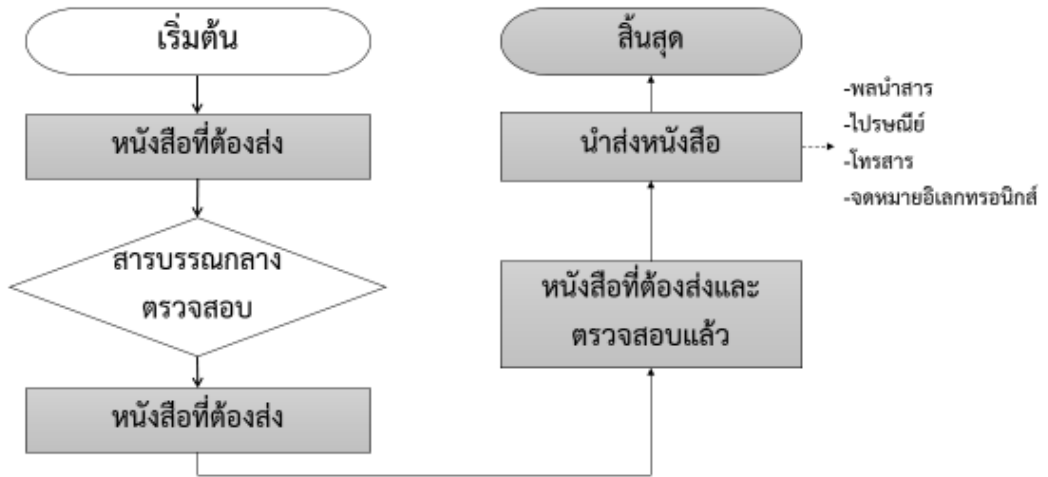 เริ่มต้น
หนังสือที่ต้องส่ง
สารบรรณกลาง
ตรวจสอบ
หนังสือที่ต้องส่ง
หนังสือที่ต้องส่งและ
ตรวจสอบแล้ว
นำส่งหนังสือ
-พลนำสาร
-ไปรษณีย์
-โทรสาร
-จดหมายอิเลกทรอนิกส์
สิ้นสุด